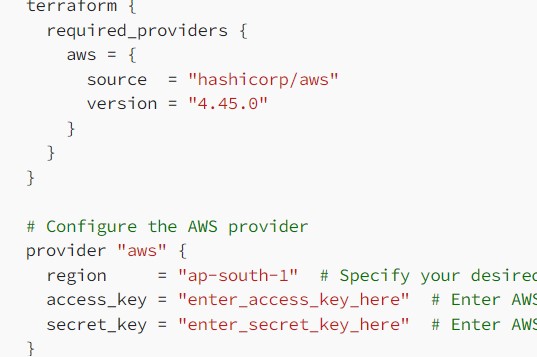 terraform {
  required_providers {
    aws = {
      source  = "hashicorp/aws"
      version = "4.45.0"
    }
  }
}

# Configure the AWS provider
provider "aws" {
  region     = "ap-south-1"  # Specify your desired
  access_key = "enter_access_key_here"  # Enter AWS
  secret_key = "enter_secret_key_here"  # Enter AWS
}